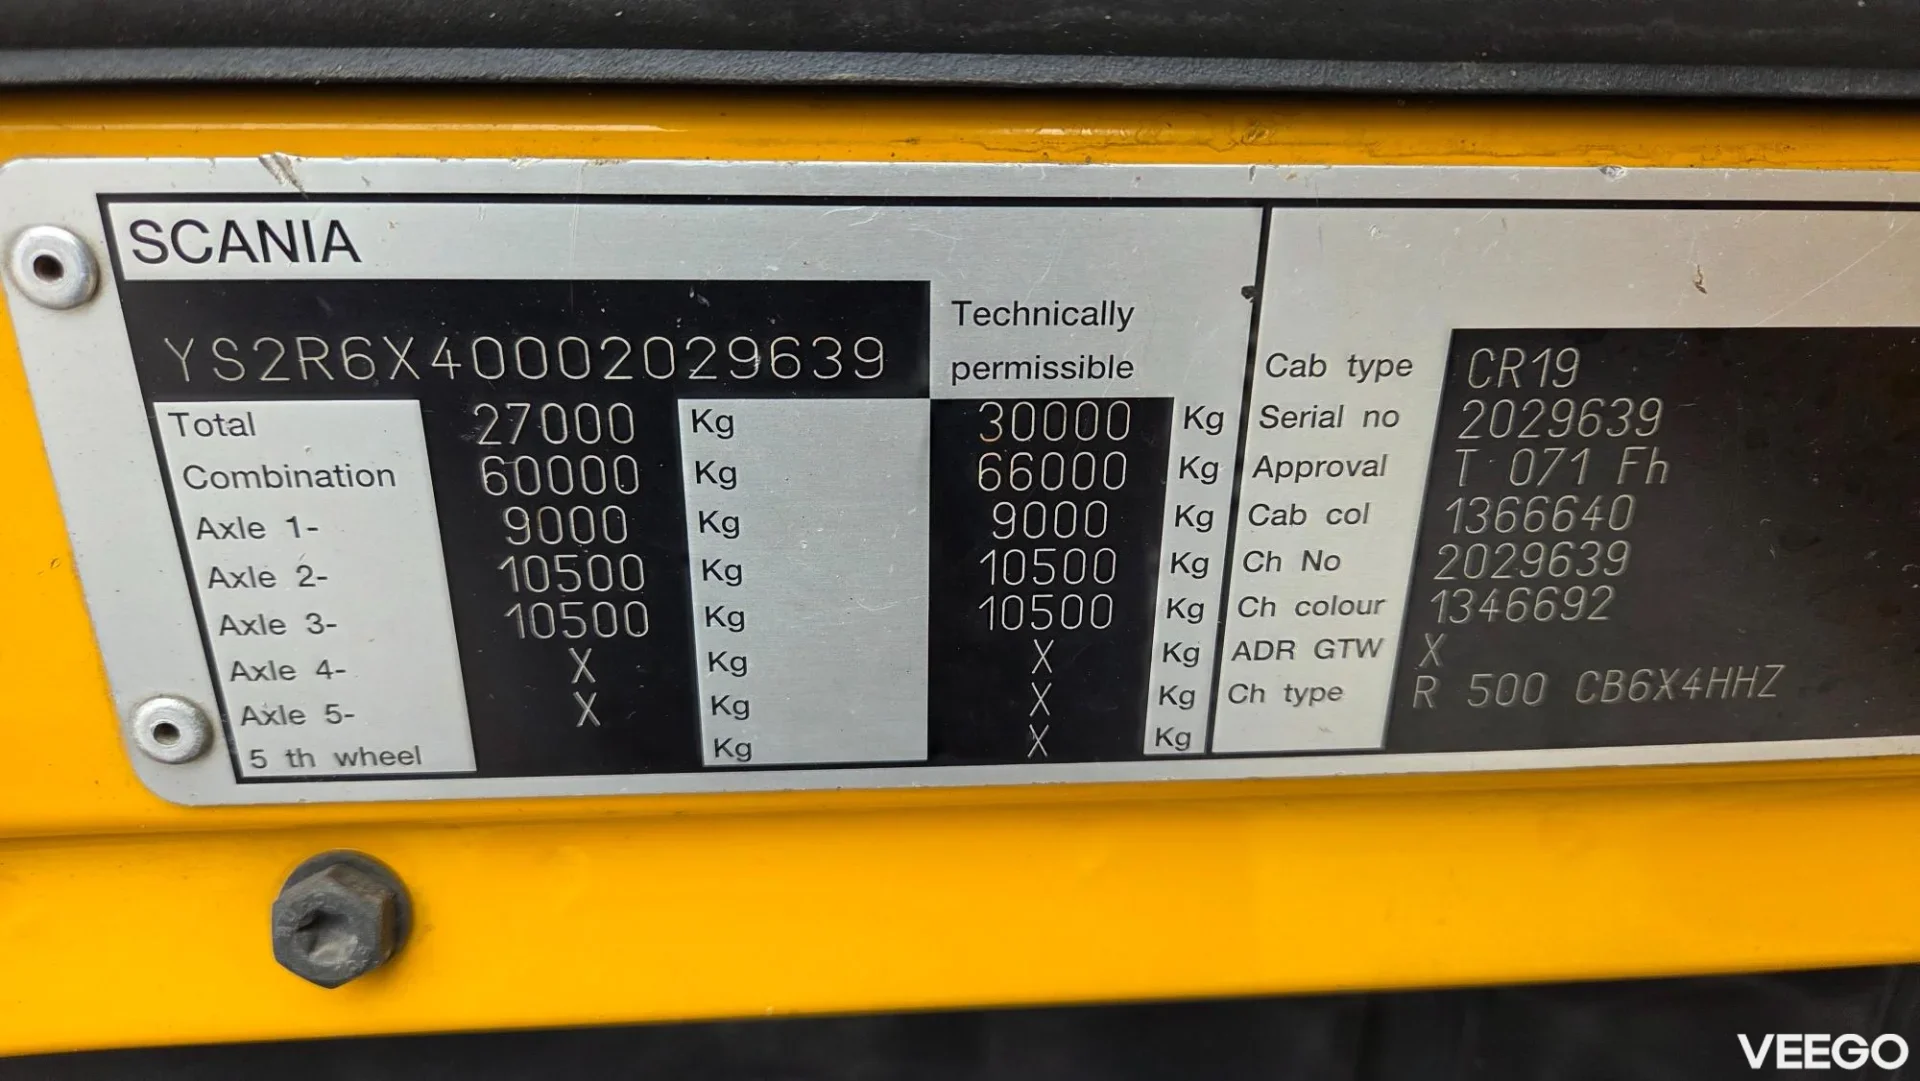 SCANIA
YS2R6X40002029639
Technically
permissible
Total 27000 Kg 30000 Kg
Combination 60000 Kg 66000 Kg
Axle 1- 9000 Kg 9000 Kg
Axle 2- 10500 Kg 10500 Kg
Axle 3- 10500 Kg 10500 Kg
Axle 4- X Kg X Kg
Axle 5- X Kg X Kg
5 th wheel Kg X Kg
Cab type CR19
Serial no 2029639
Approval T 071 Fh
Cab col 1366640
Ch No 2029639
Ch colour 1346692
ADR GTW X
Ch type R 500 CB6X4HHZ
VEEGO